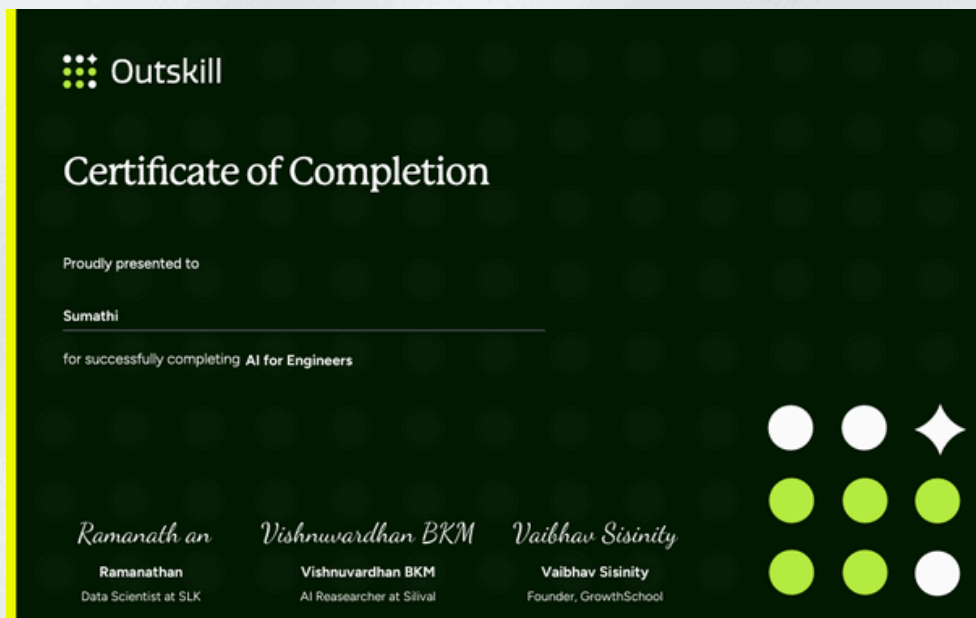 Outskill
Certificate of Completion
Proudly presented to
Sumathi
for successfully completing AI for Engineers
Ramanath an Vishnuvardhan BKM Vaibhav Sisinity
Ramanathan Vishnuvardhan BKM Vaibhav Sisinity
Data Scientist at SLK AI Reasearcher at Silival Founder, GrowthSchool